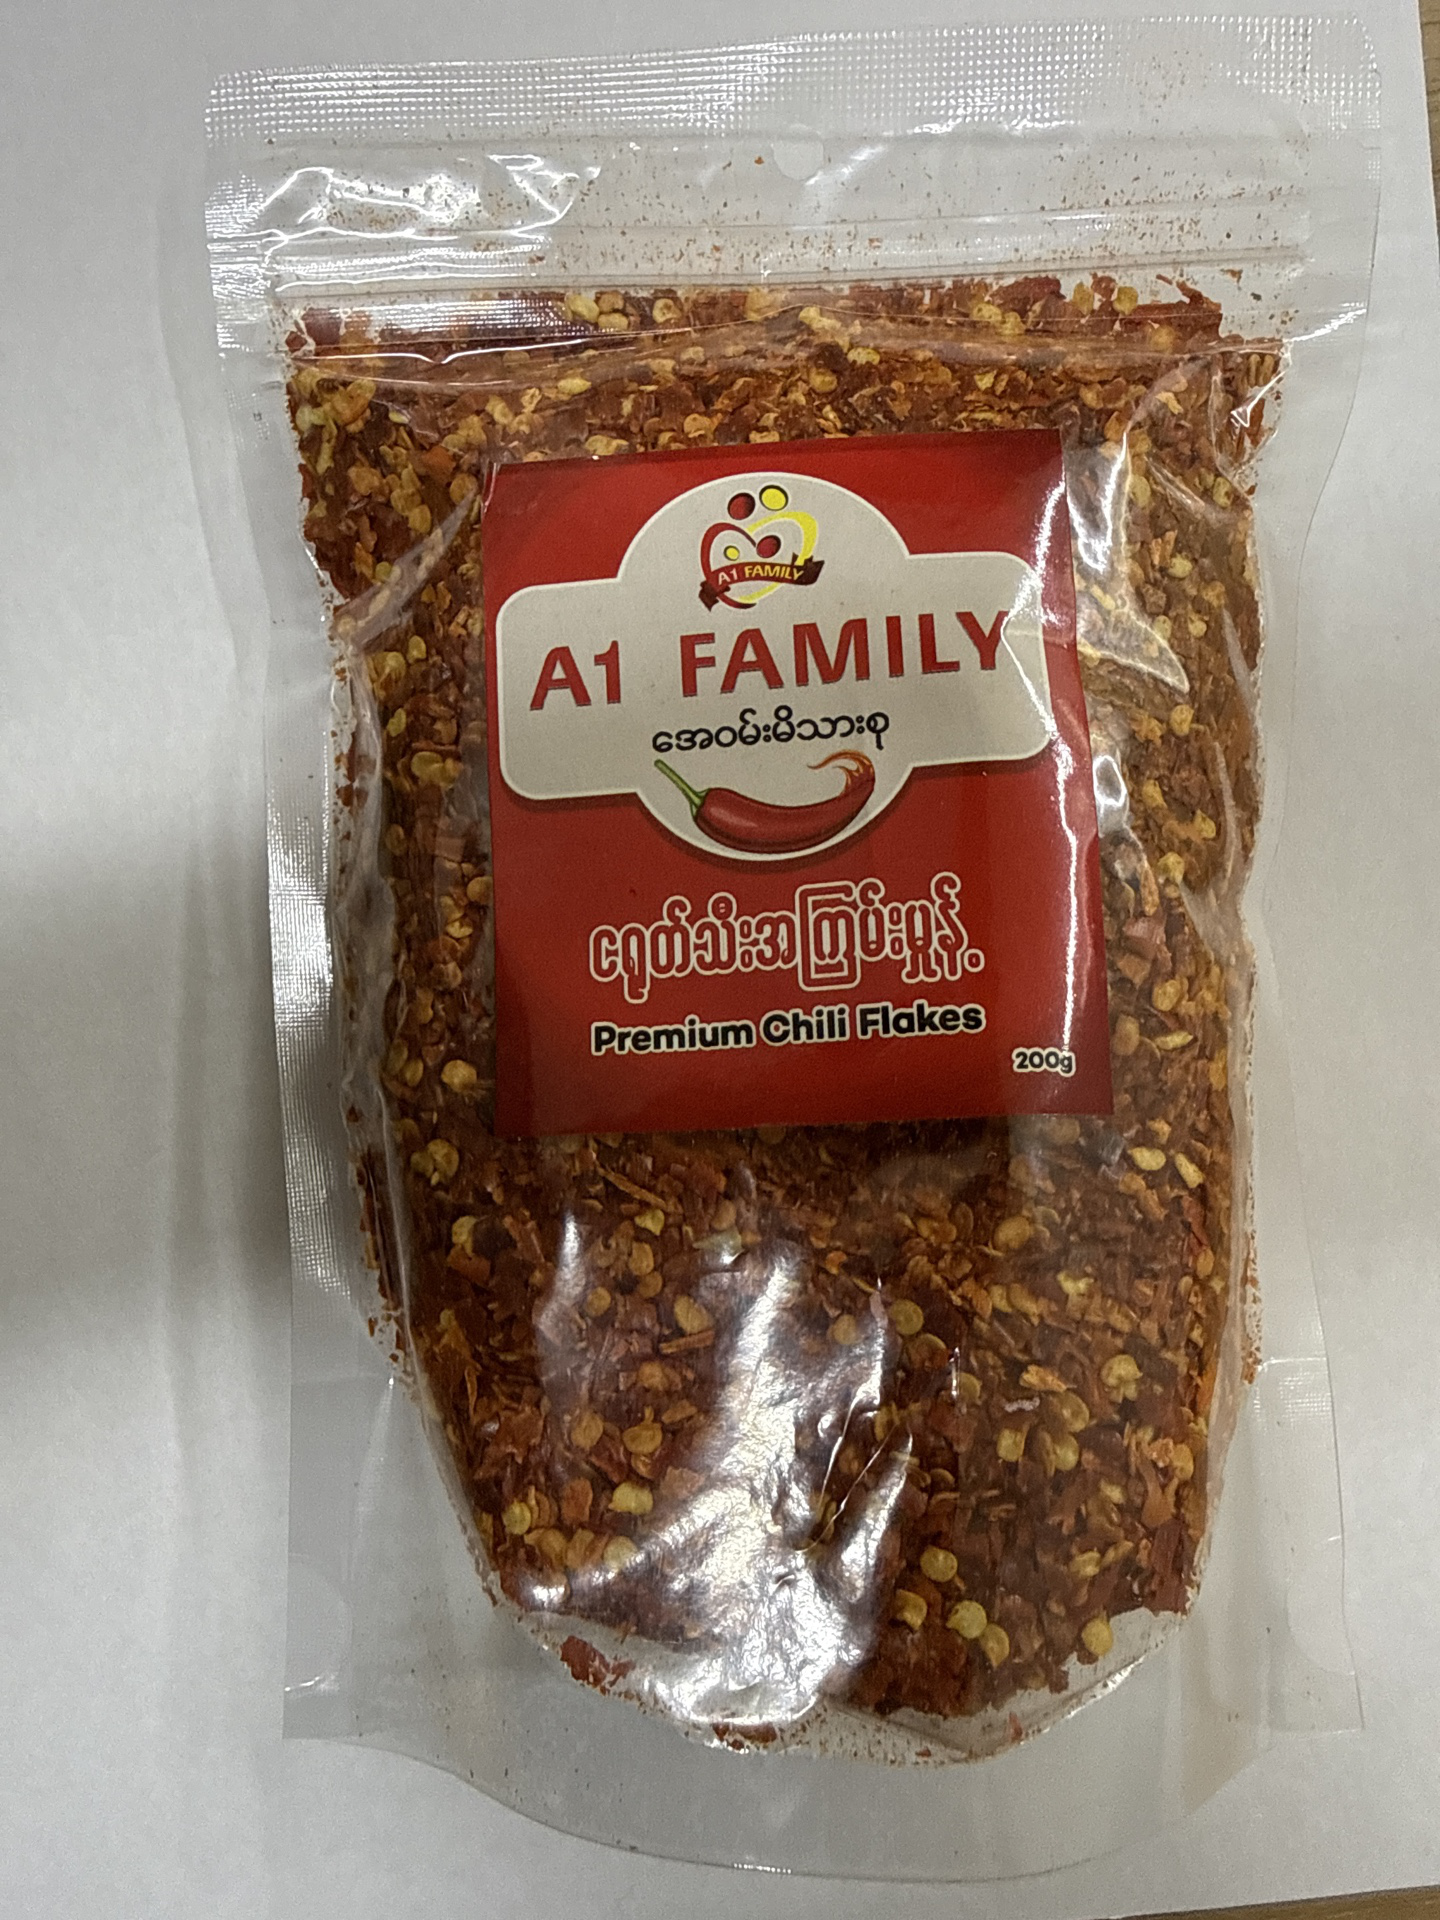 A1 FAMILY
A1 FAMILY
အေဝမ်းမိသားစု
ငရုတ်သီးအကြမ်းမှုန့်
Premium Chili Flakes
200g